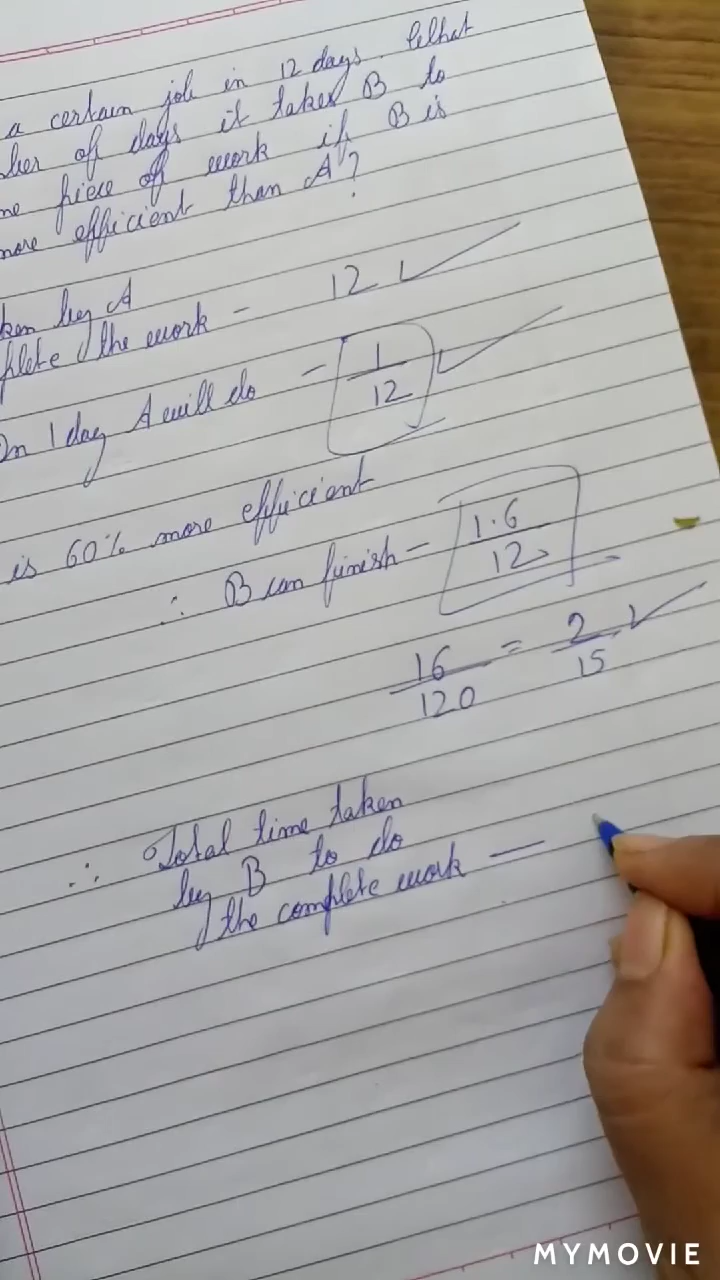 a certain job in 12 days. What
ber of days it takes B to
me piece of work if B is
more efficient than A?
ken by A
plete the work - 12
In 1 day A will do - 1/12
is 60% more efficient
∴ B can finish - 1.6/12
16/120 = 2/15
∴ Total time taken
by B to do
the complete work —
MYMOVIE